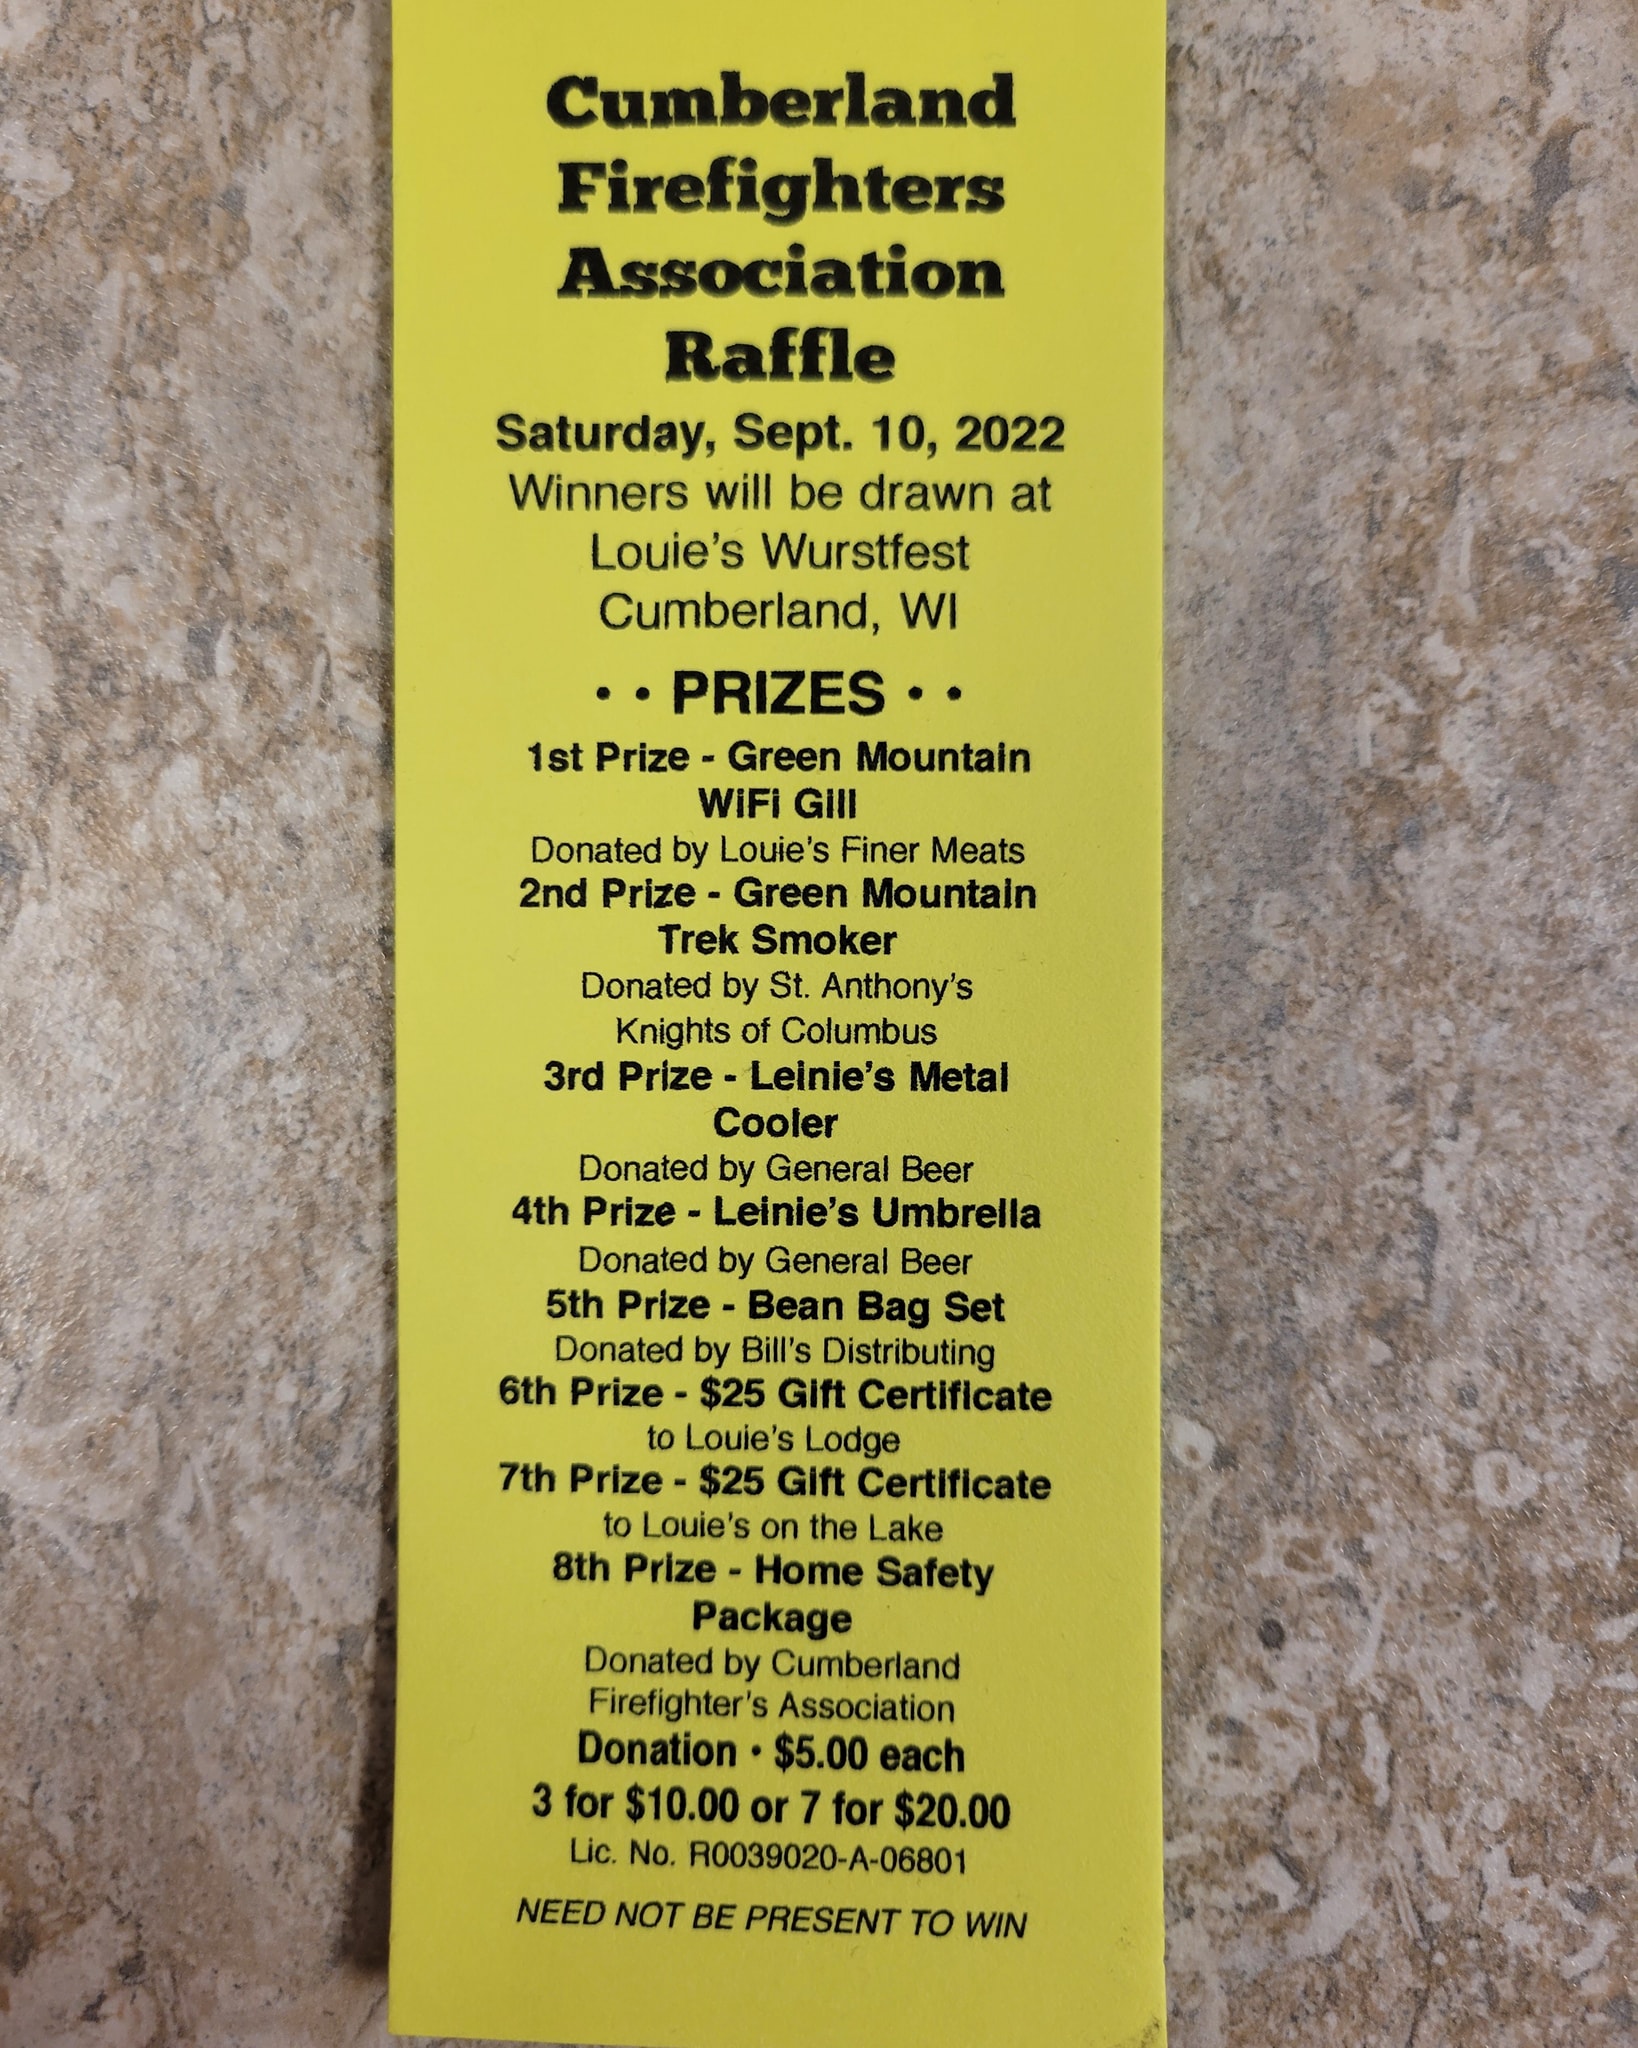 Cumberland
Firefighters
Association
Raffle
Saturday, Sept. 10, 2022
Winners will be drawn at
Louie's Wurstfest
Cumberland, WI
• • PRIZES • •
1st Prize - Green Mountain
WiFi Gill
Donated by Louie's Finer Meats
2nd Prize - Green Mountain
Trek Smoker
Donated by St. Anthony's
Knights of Columbus
3rd Prize - Leinie's Metal
Cooler
Donated by General Beer
4th Prize - Leinie's Umbrella
Donated by General Beer
5th Prize - Bean Bag Set
Donated by Bill's Distributing
6th Prize - $25 Gift Certificate
to Louie's Lodge
7th Prize - $25 Gift Certificate
to Louie's on the Lake
8th Prize - Home Safety
Package
Donated by Cumberland
Firefighter's Association
Donation • $5.00 each
3 for $10.00 or 7 for $20.00
Lic. No. R0039020-A-06801
NEED NOT BE PRESENT TO WIN